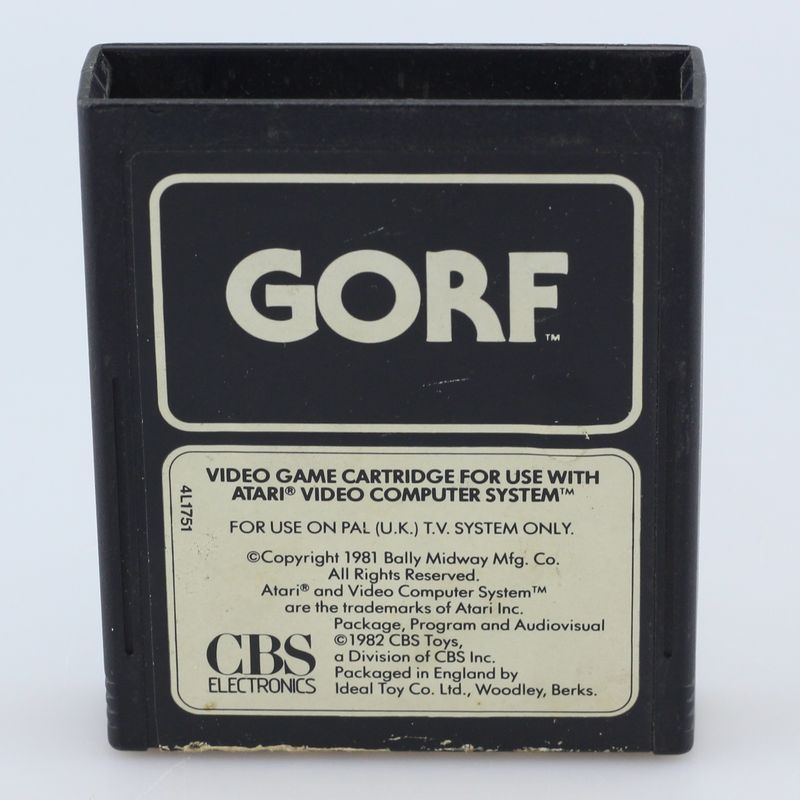 GORF™
VIDEO GAME CARTRIDGE FOR USE WITH
ATARI® VIDEO COMPUTER SYSTEM™
4L1751
FOR USE ON PAL (U.K.) T.V. SYSTEM ONLY.
©Copyright 1981 Bally Midway Mfg. Co.
All Rights Reserved.
Atari® and Video Computer System™
are the trademarks of Atari Inc.
Package, Program and Audiovisual
©1982 CBS Toys,
a Division of CBS Inc.
Packaged in England by
Ideal Toy Co. Ltd., Woodley, Berks.
CBS
ELECTRONICS